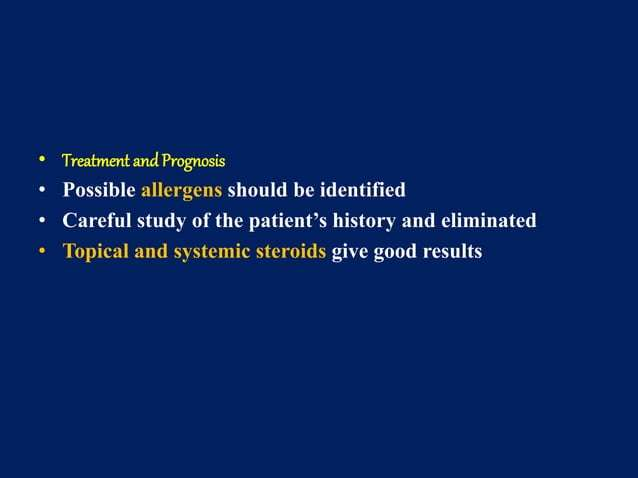 • Treatment and Prognosis
• Possible allergens should be identified
• Careful study of the patient’s history and eliminated
• Topical and systemic steroids give good results